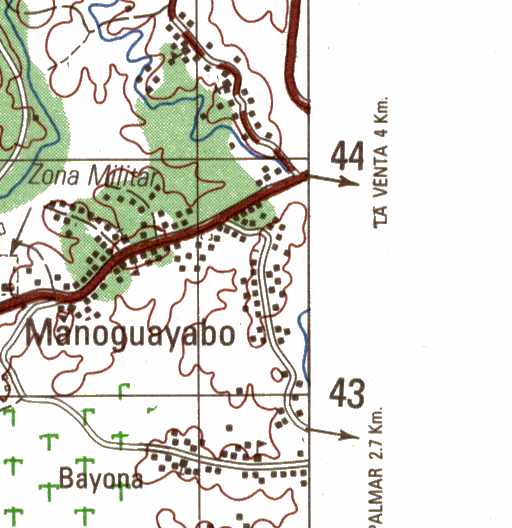 44
LA VENTA 4 Km.
Zona Militar
Manoguayabo
43
PALMAR 2.7 Km.
Bayona